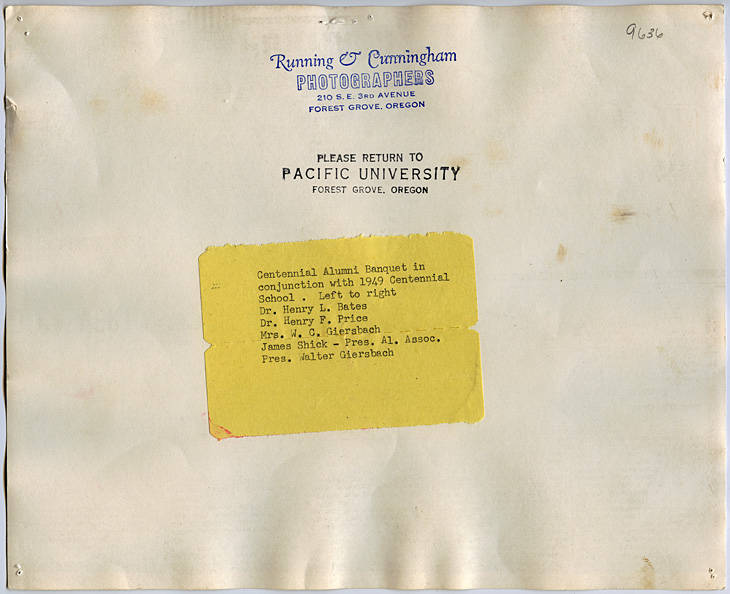 9636
Running & Cunningham
PHOTOGRAPHERS
210 S. E. 3RD AVENUE
FOREST GROVE, OREGON
PLEASE RETURN TO
PACIFIC UNIVERSITY
FOREST GROVE, OREGON
Centennial Alumni Banquet in
conjunction with 1949 Centennial
School . Left to right
Dr. Henry L. Bates
Dr. Henry F. Price
Mrs. W. C. Giersbach
James Shick - Pres. Al. Assoc.
Pres. Walter Giersbach